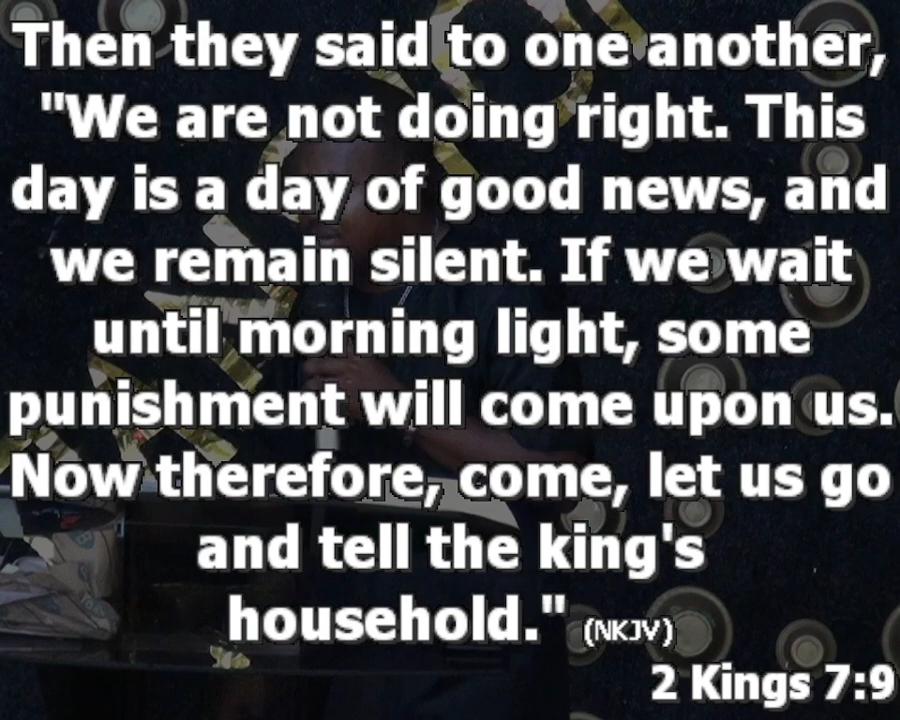 Then they said to one another,
"We are not doing right. This
day is a day of good news, and
we remain silent. If we wait
until morning light, some
punishment will come upon us.
Now therefore, come, let us go
and tell the king's
household." (NKJV)
2 Kings 7:9